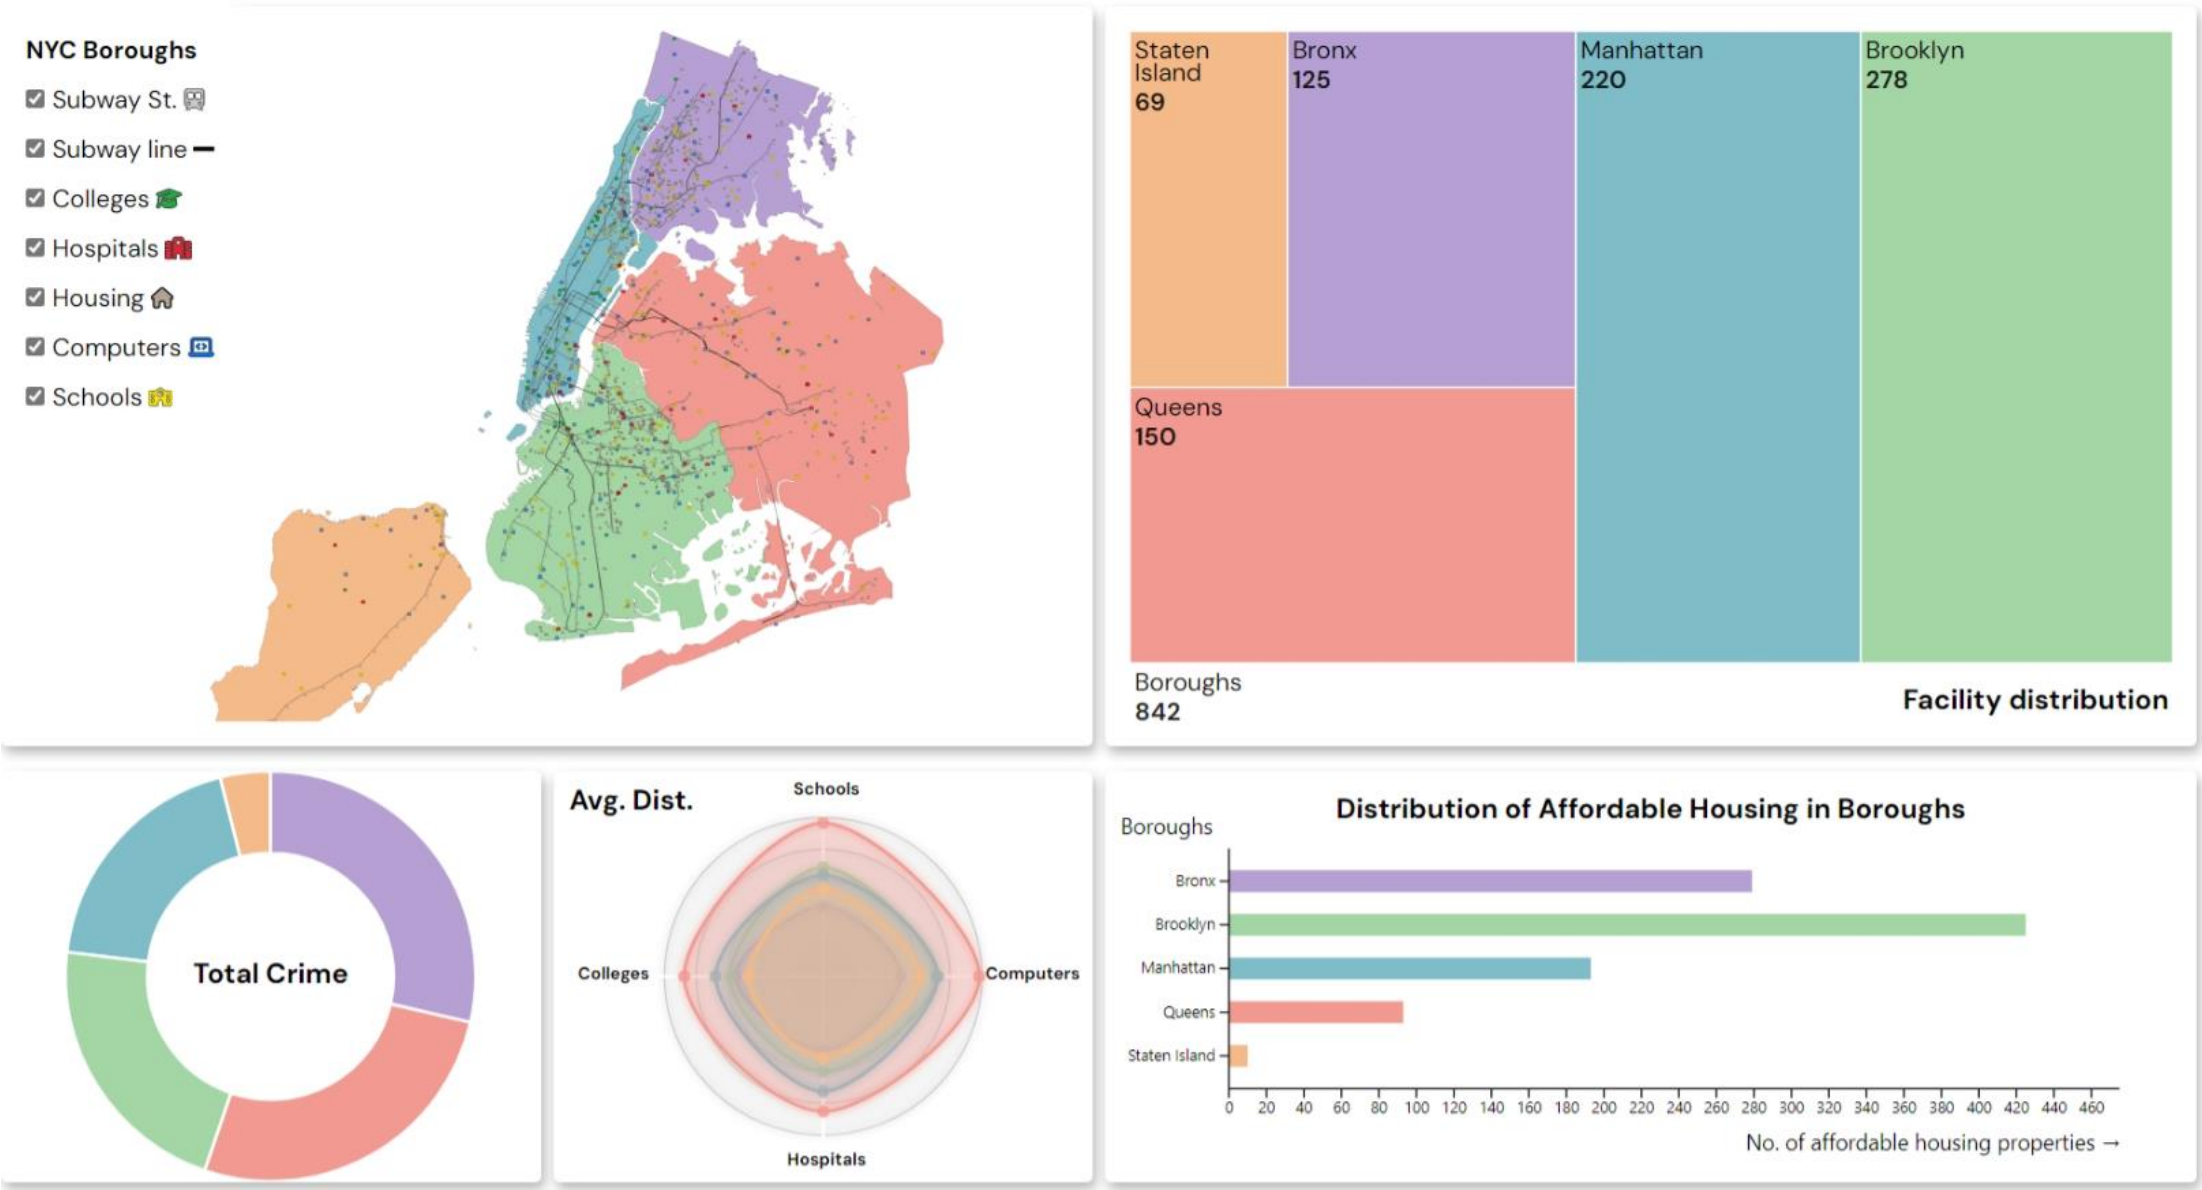 NYC Boroughs
Subway St.
Subway line
Colleges
Hospitals
Housing
Computers
Schools
Staten
Island
69
Bronx
125
Manhattan
220
Brooklyn
278
Queens
150
Boroughs
842
Facility distribution
Total Crime
Avg. Dist.
Schools
Colleges
Computers
Hospitals
Distribution of Affordable Housing in Boroughs
Boroughs
Bronx
Brooklyn
Manhattan
Queens
Staten Island
0 20 40 60 80 100 120 140 160 180 200 220 240 260 280 300 320 340 360 380 400 420 440 460
No. of affordable housing properties →